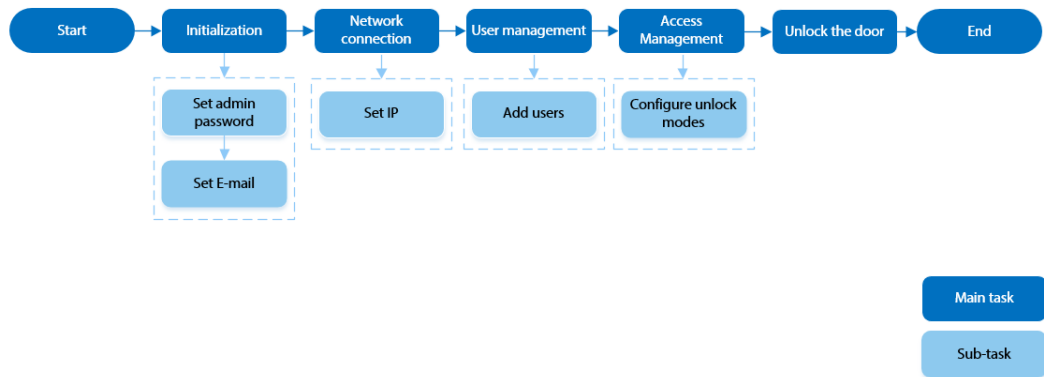 Start
Initialization
Network
connection
User management
Access
Management
Unlock the door
End
Set admin
password
Set E-mail
Set IP
Add users
Configure unlock
modes
Main task
Sub-task